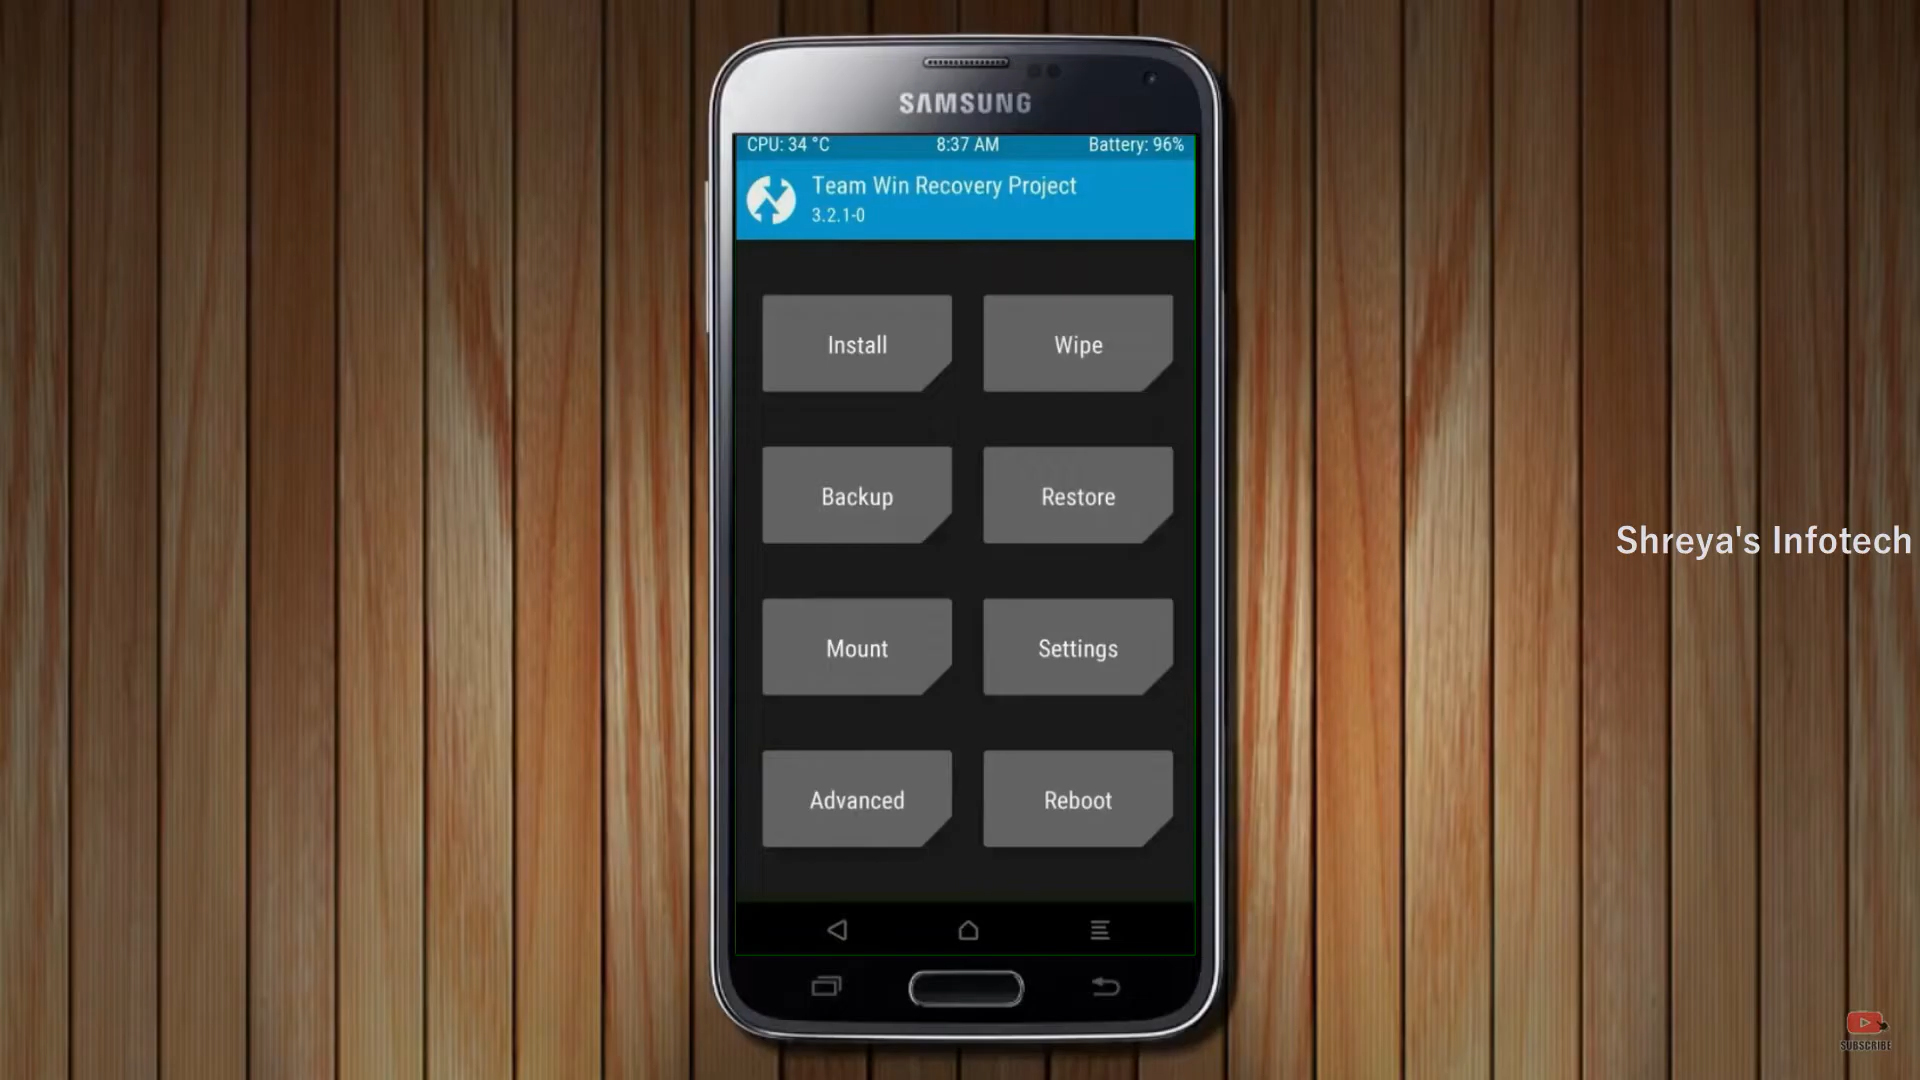 SAMSUNG
CPU: 34 °C 8:37 AM Battery: 96%
Team Win Recovery Project
3.2.1-0
Install Wipe
Backup Restore
Mount Settings
Advanced Reboot
Shreya's Infotech
SUBSCRIBE